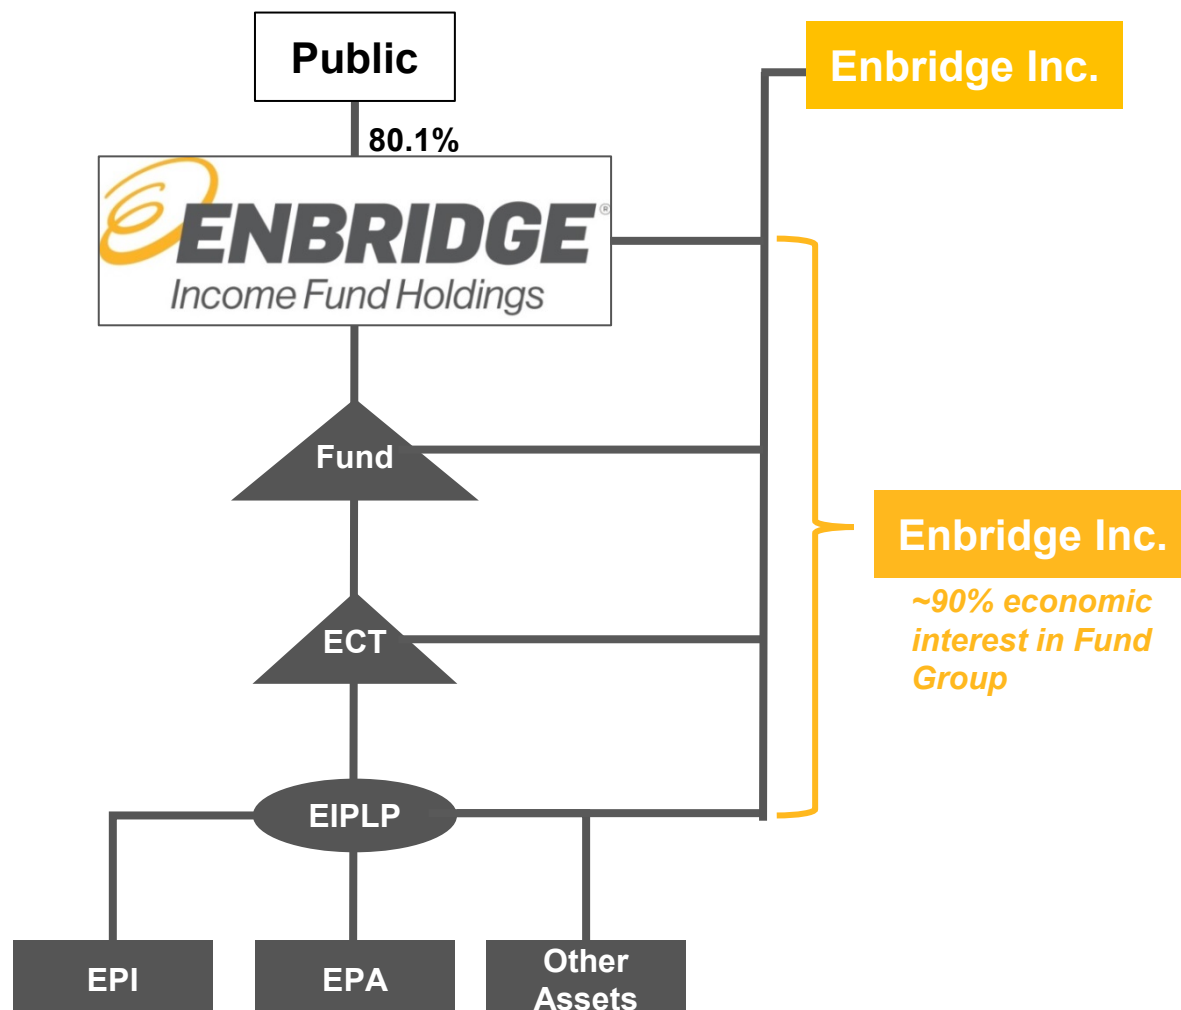 Public
Enbridge Inc.
80.1%
ENBRIDGE®
Income Fund Holdings
Fund
Enbridge Inc.
~90% economic
interest in Fund
Group
ECT
EIPLP
EPI
EPA
Other
Assets